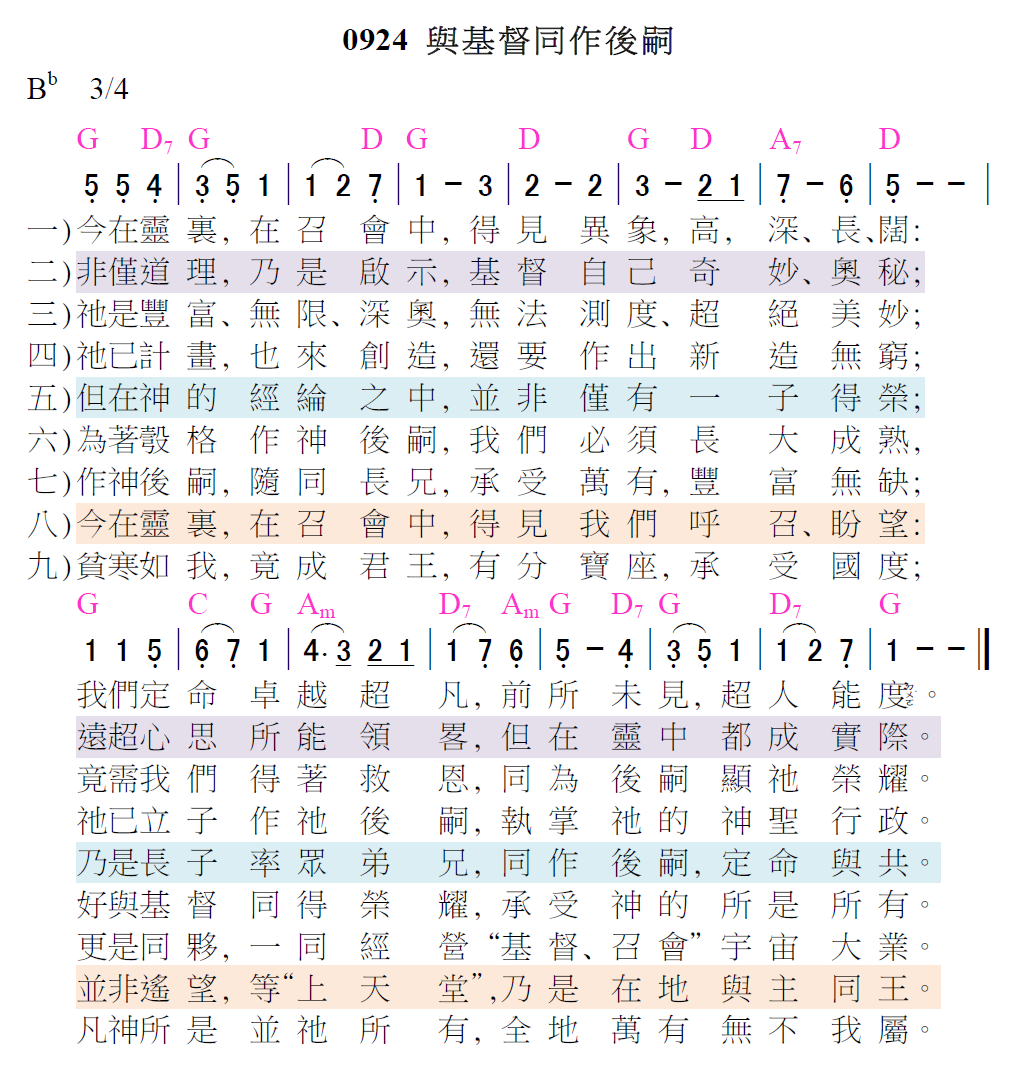 0924 與基督同作後嗣
Bb 3/4
G D7 G D G D G D A7 D
5 5 4 | 3 5 1 | 1 2 7 | 1 – 3 | 2 – 2 | 3 – 2 1 | 7 – 6 | 5 – – |
一)今在靈裏,在召會中,得見異象,高,深、長、闊:
二)非僅道理,乃是啟示,基督自己奇妙、奧秘;
三)祂是豐富、無限、深奧,無法測度、超絕美妙;
四)祂已計畫,也來創造,還要作出新造無窮;
五)但在神的經綸之中,並非僅有一子得榮;
六)為著彀格作神後嗣,我們必須長大成熟,
七)作神後嗣,隨同長兄,承受萬有,豐富無缺;
八)今在靈裏,在召會中,得見我們呼召、盼望:
九)貧寒如我,竟成君王,有分寶座,承受國度;
G C G Am D7 Am G D7 G D7 G
1 1 5 | 6 7 1 | 4· 3 2 1 | 1 7 6 | 5 – 4 | 3 5 1 | 1 2 7 | 1 – – ‖
我們定命卓越超凡,前所未見,超人能度。
遠超心思所能領畧,但在靈中都成實際。
竟需我們得著救恩,同為後嗣顯祂榮耀。
祂已立子作祂後嗣,執掌祂的神聖行政。
乃是長子率眾弟兄,同作後嗣,定命與共。
好與基督同得榮耀,承受神的所是所有。
更是同夥,一同經營“基督、召會”宇宙大業。
並非遙望,等“上天堂”,乃是在地與主同王。
凡神所是並祂所有,全地萬有無不我屬。